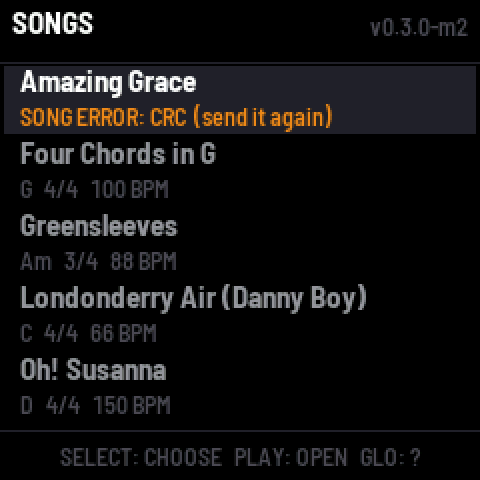 SONGS
v0.3.0-m2
Amazing Grace
SONG ERROR: CRC (send it again)
Four Chords in G
G 4/4 100 BPM
Greensleeves
Am 3/4 88 BPM
Londonderry Air (Danny Boy)
C 4/4 66 BPM
Oh! Susanna
D 4/4 150 BPM
SELECT: CHOOSE PLAY: OPEN GLO: ?